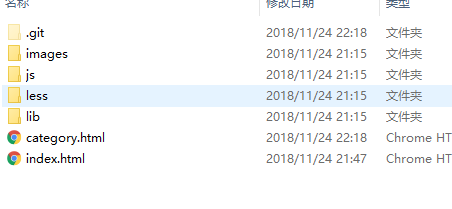 名称 修改日期 类型
.git 2018/11/24 22:18 文件夹
images 2018/11/24 21:15 文件夹
js 2018/11/24 21:15 文件夹
less 2018/11/24 21:15 文件夹
lib 2018/11/24 21:15 文件夹
category.html 2018/11/24 22:18 Chrome HT
index.html 2018/11/24 21:47 Chrome HT